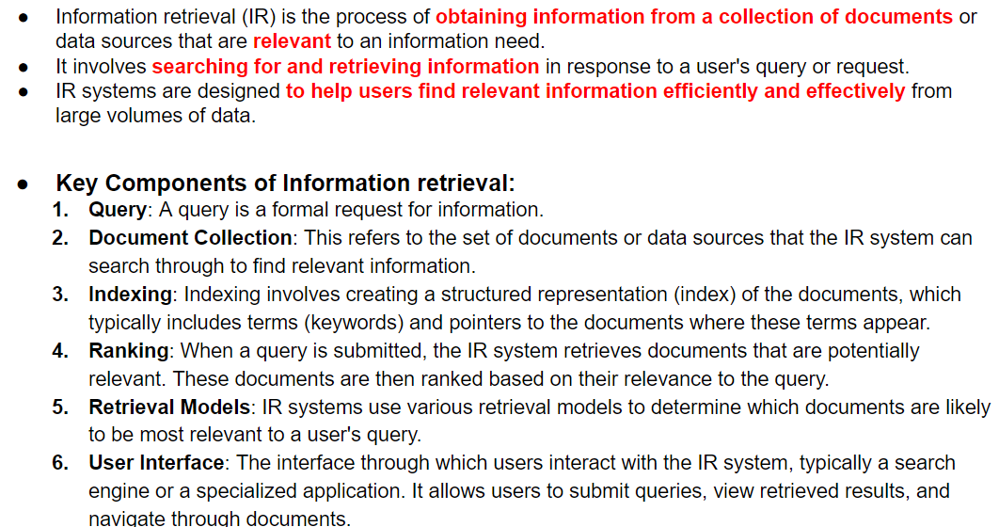 ● Information retrieval (IR) is the process of obtaining information from a collection of documents or
data sources that are relevant to an information need.
● It involves searching for and retrieving information in response to a user's query or request.
● IR systems are designed to help users find relevant information efficiently and effectively from
large volumes of data.
● Key Components of Information retrieval:
1. Query: A query is a formal request for information.
2. Document Collection: This refers to the set of documents or data sources that the IR system can
search through to find relevant information.
3. Indexing: Indexing involves creating a structured representation (index) of the documents, which
typically includes terms (keywords) and pointers to the documents where these terms appear.
4. Ranking: When a query is submitted, the IR system retrieves documents that are potentially
relevant. These documents are then ranked based on their relevance to the query.
5. Retrieval Models: IR systems use various retrieval models to determine which documents are likely
to be most relevant to a user's query.
6. User Interface: The interface through which users interact with the IR system, typically a search
engine or a specialized application. It allows users to submit queries, view retrieved results, and
navigate through documents.